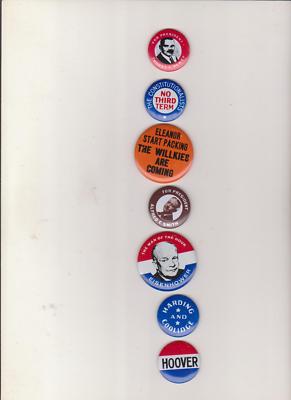 FOR PRESIDENT
THE CONSTITUTIONALISTS
NO
THIRD
TERM
ELEANOR
START PACKING
THE WILLKIES
ARE
COMING
FOR PRESIDENT
ALFRED E. SMITH
THE MAN OF THE HOUR
EISENHOWER
HARDING
AND
COOLIDGE
HOOVER